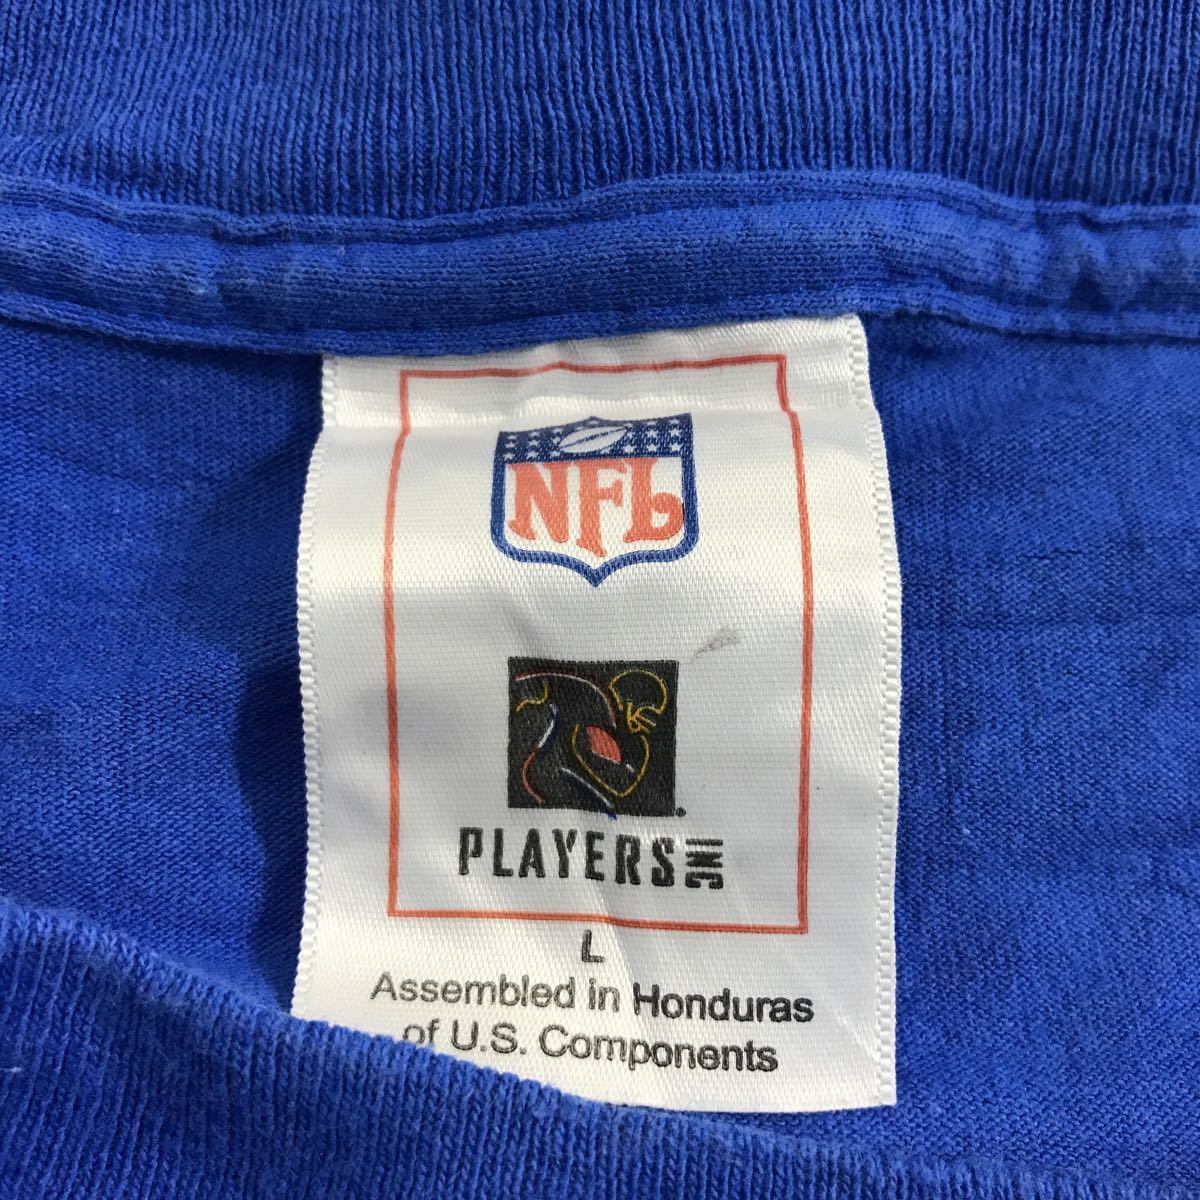 NFL
PLAYERS INC
L
Assembled in Honduras
of U.S. Components